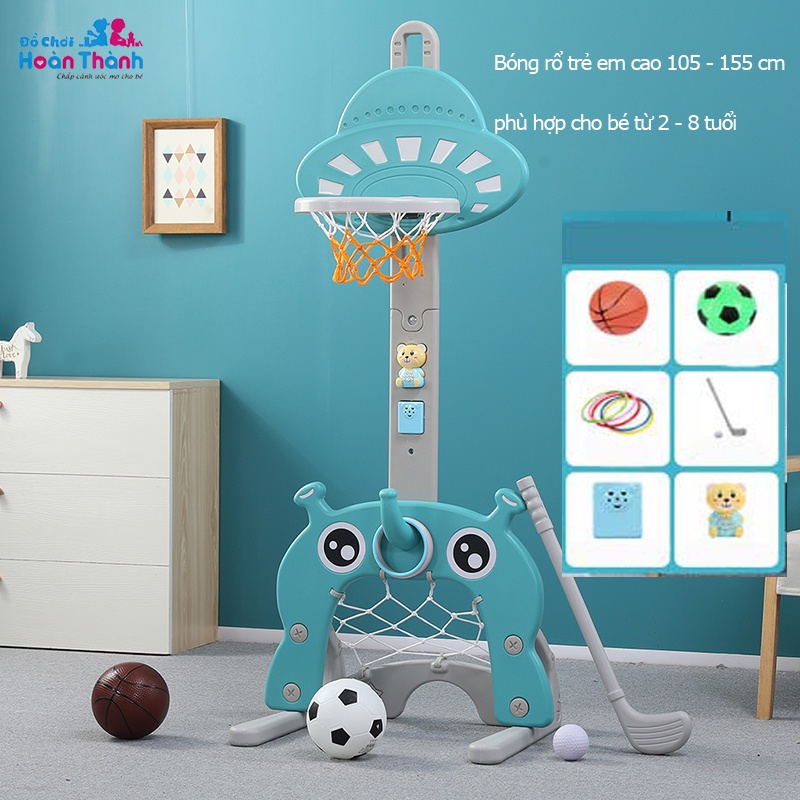 Đồ Chơi
Hoàn Thành
Chắp cánh ước mơ cho bé
Bóng rổ trẻ em cao 105 - 155 cm
phù hợp cho bé từ 2 - 8 tuổi